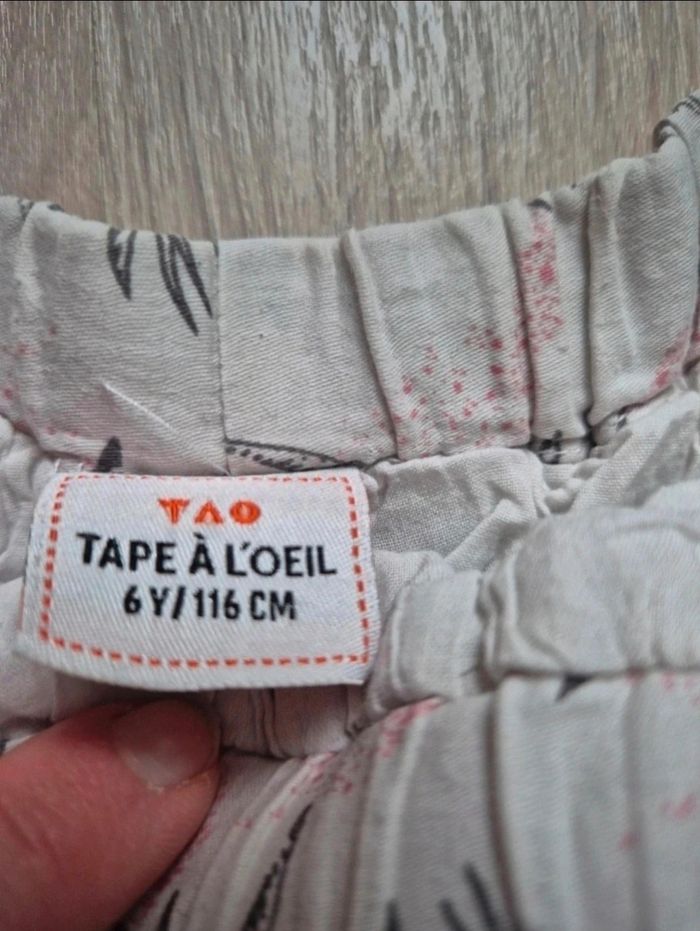 TAO
TAPE À L'OEIL
6 Y/116 CM